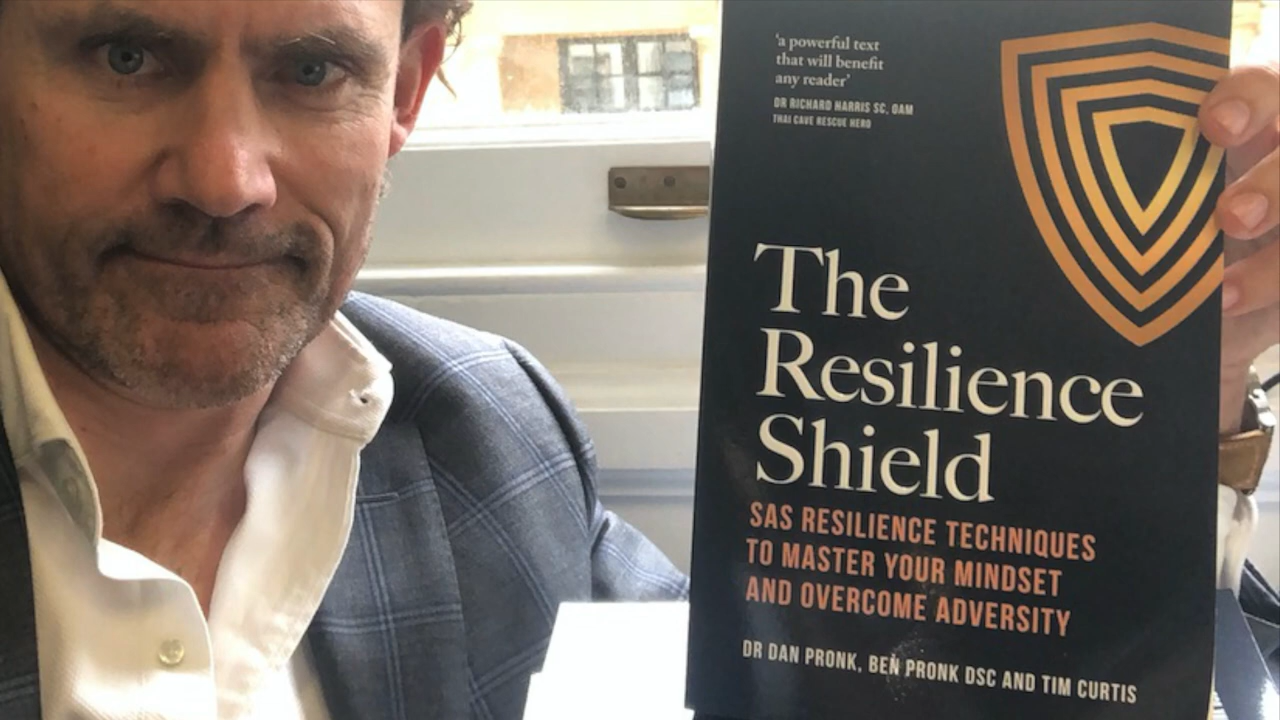 ‘a powerful text
that will benefit
any reader’
DR RICHARD HARRIS SC, OAM
THAI CAVE RESCUE HERO
The
Resilience
Shield
SAS RESILIENCE TECHNIQUES
TO MASTER YOUR MINDSET
AND OVERCOME ADVERSITY
DR DAN PRONK, BEN PRONK DSC AND TIM CURTIS